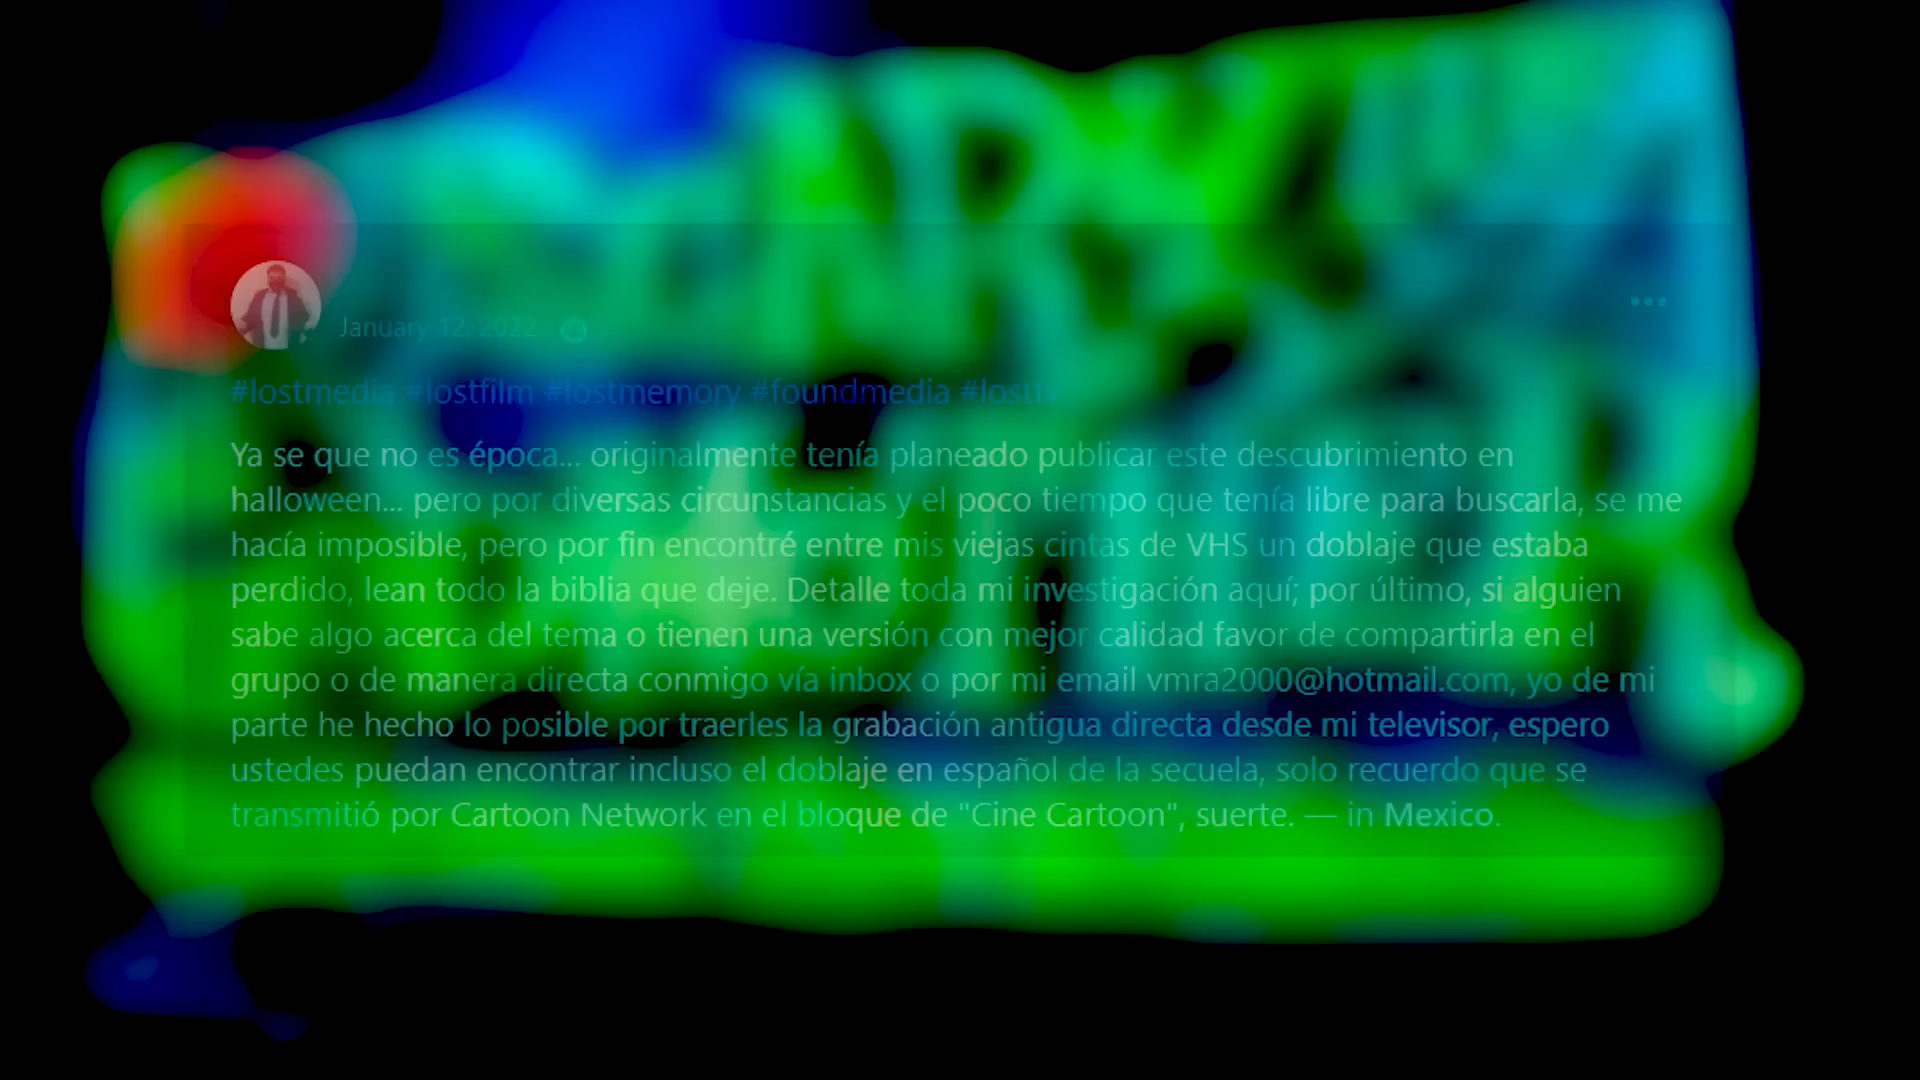 January 12, 2022
#lostmedia #lostfilm #lostmemory #foundmedia #losttv
Ya se que no es época... originalmente tenía planeado publicar este descubrimiento en
halloween... pero por diversas circunstancias y el poco tiempo que tenía libre para buscarla, se me
hacía imposible, pero por fin encontré entre mis viejas cintas de VHS un doblaje que estaba
perdido, lean todo la biblia que deje. Detalle toda mi investigación aquí; por último, si alguien
sabe algo acerca del tema o tienen una versión con mejor calidad favor de compartirla en el
grupo o de manera directa conmigo vía inbox o por mi email vmra2000@hotmail.com, yo de mi
parte he hecho lo posible por traerles la grabación antigua directa desde mi televisor, espero
ustedes puedan encontrar incluso el doblaje en español de la secuela, solo recuerdo que se
transmitió por Cartoon Network en el bloque de "Cine Cartoon", suerte. — in Mexico.